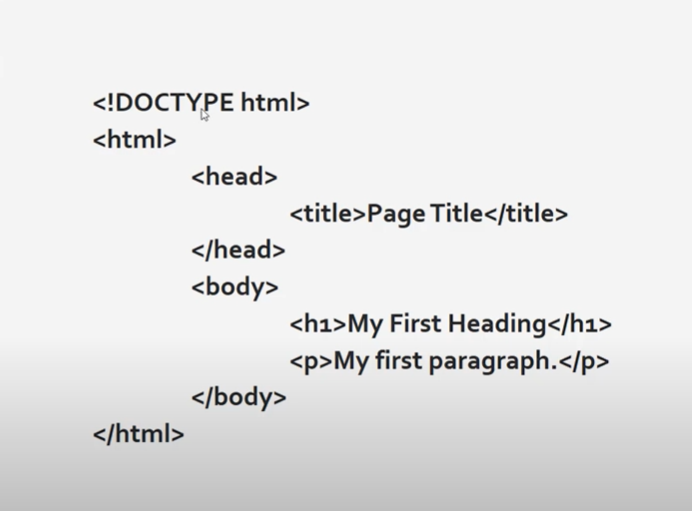 <!DOCTYPE html>
<html>
<head>
<title>Page Title</title>
</head>
<body>
<h1>My First Heading</h1>
<p>My first paragraph.</p>
</body>
</html>